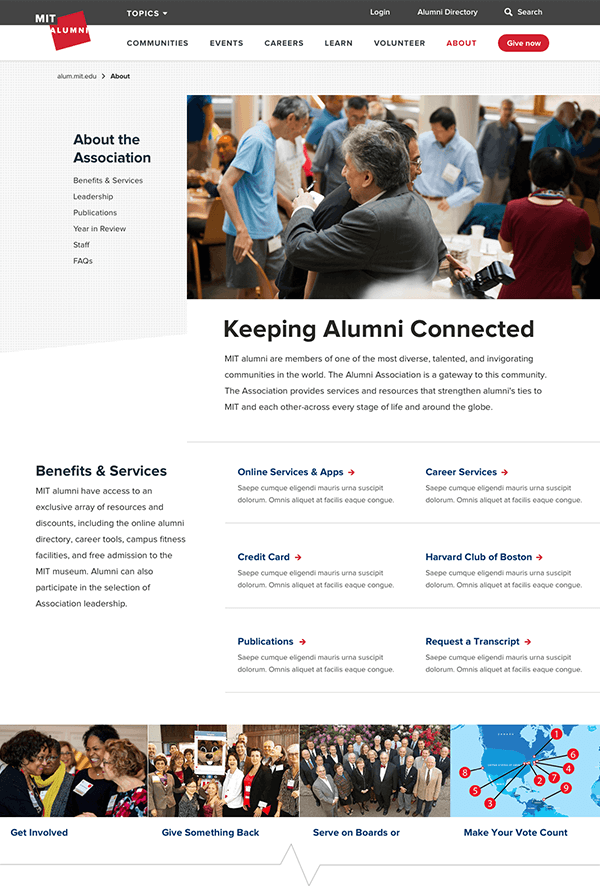 MIT
ALUMNI
TOPICS
Login
Alumni Directory
Search
COMMUNITIES
EVENTS
CAREERS
LEARN
VOLUNTEER
ABOUT
Give now
alum.mit.edu > About
About the
Association
Benefits & Services
Leadership
Publications
Year in Review
Staff
FAQs
Keeping Alumni Connected
MIT alumni are members of one of the most diverse, talented, and invigorating
communities in the world. The Alumni Association is a gateway to this community.
The Association provides services and resources that strengthen alumni's ties to
MIT and each other-across every stage of life and around the globe.
Benefits & Services
MIT alumni have access to an
exclusive array of resources and
discounts, including the online alumni
directory, career tools, campus fitness
facilities, and free admission to the
MIT museum. Alumni can also
participate in the selection of
Association leadership.
Online Services & Apps
Saepe cumque eligendi mauris urna suscipit
dolorum. Omnis aliquet at facilis eaque congue.
Career Services
Saepe cumque eligendi mauris urna suscipit
dolorum. Omnis aliquet at facilis eaque congue.
Credit Card
Saepe cumque eligendi mauris urna suscipit
dolorum. Omnis aliquet at facilis eaque congue.
Harvard Club of Boston
Saepe cumque eligendi mauris urna suscipit
dolorum. Omnis aliquet at facilis eaque congue.
Publications
Saepe cumque eligendi mauris urna suscipit
dolorum. Omnis aliquet at facilis eaque congue.
Request a Transcript
Saepe cumque eligendi mauris urna suscipit
dolorum. Omnis aliquet at facilis eaque congue.
1
6
8
4
5
2
7
3
9
Get Involved
Give Something Back
Serve on Boards or
Make Your Vote Count